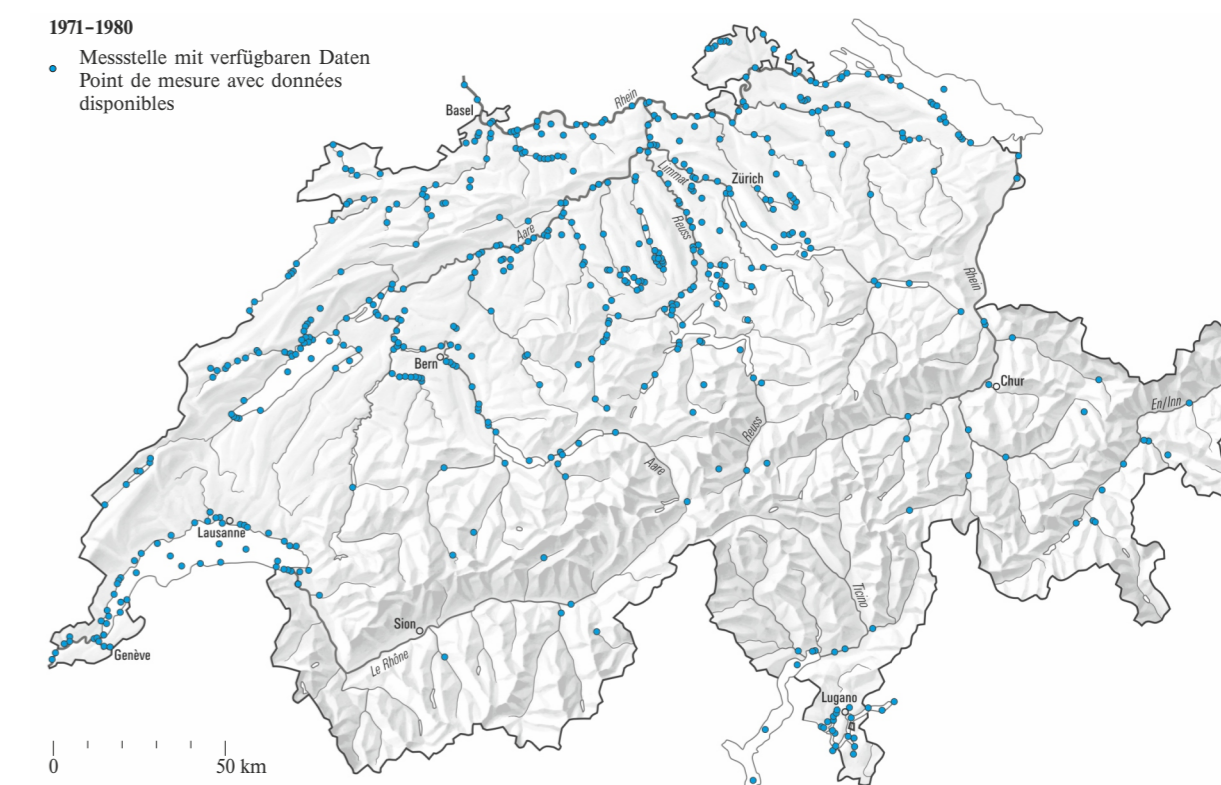 1971–1980
Messstelle mit verfügbaren Daten
Point de mesure avec données
disponibles
Basel
Rhein
Limmat
Zürich
Aare
Reuss
Rhein
Bern
Chur
En/Inn
Reuss
Aare
Lausanne
Ticino
Sion
Genève
Le Rhône
Lugano
0 50 km